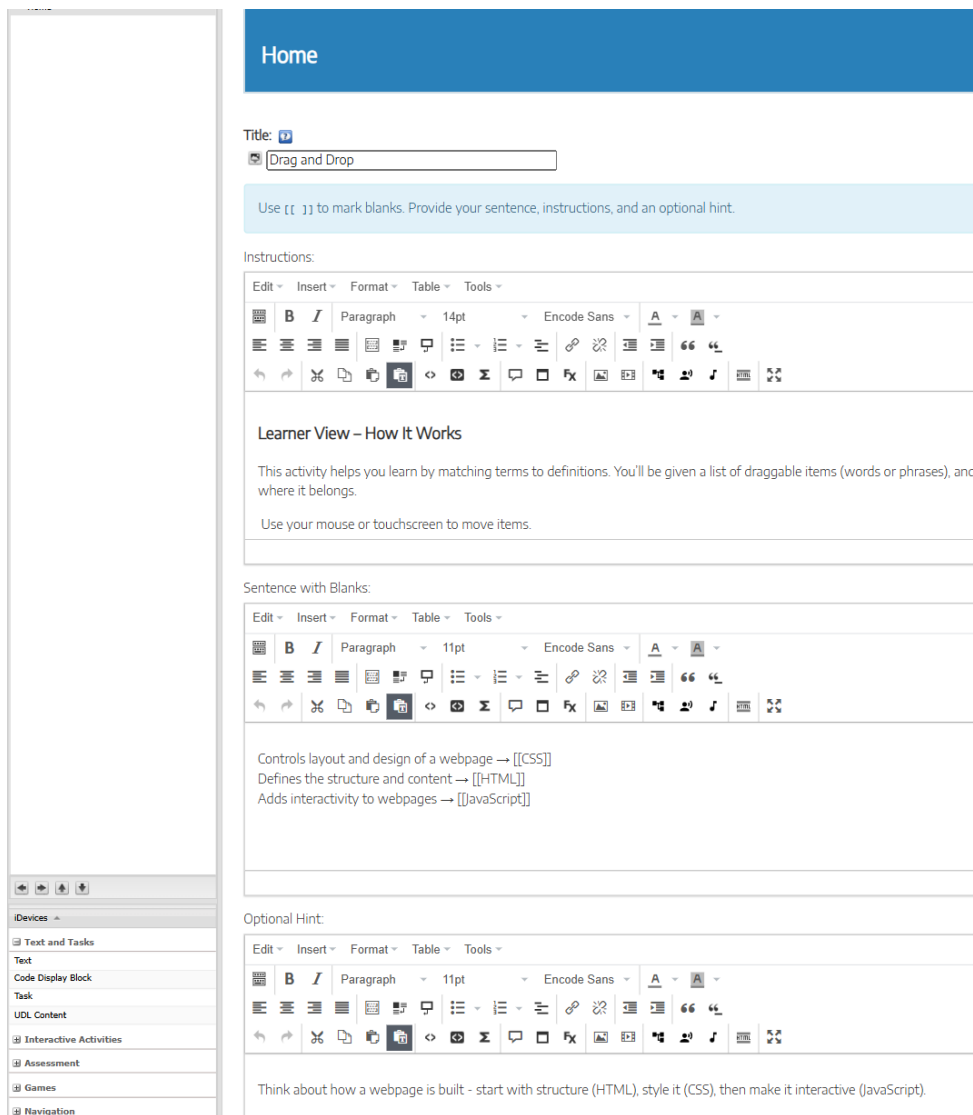 Home
Title:
Drag and Drop
Use [[ ]] to mark blanks. Provide your sentence, instructions, and an optional hint.
Instructions:
Edit Insert Format Table Tools
B I Paragraph 14pt Encode Sans A A
Learner View – How It Works
This activity helps you learn by matching terms to definitions. You'll be given a list of draggable items (words or phrases), and
where it belongs.
Use your mouse or touchscreen to move items.
Sentence with Blanks:
Edit Insert Format Table Tools
B I Paragraph 11pt Encode Sans A A
Controls layout and design of a webpage → [[CSS]]
Defines the structure and content → [[HTML]]
Adds interactivity to webpages → [[JavaScript]]
Optional Hint:
Edit Insert Format Table Tools
B I Paragraph 11pt Encode Sans A A
Think about how a webpage is built - start with structure (HTML), style it (CSS), then make it interactive (JavaScript).
iDevices
Text and Tasks
Text
Code Display Block
Task
UDL Content
Interactive Activities
Assessment
Games
Navigation